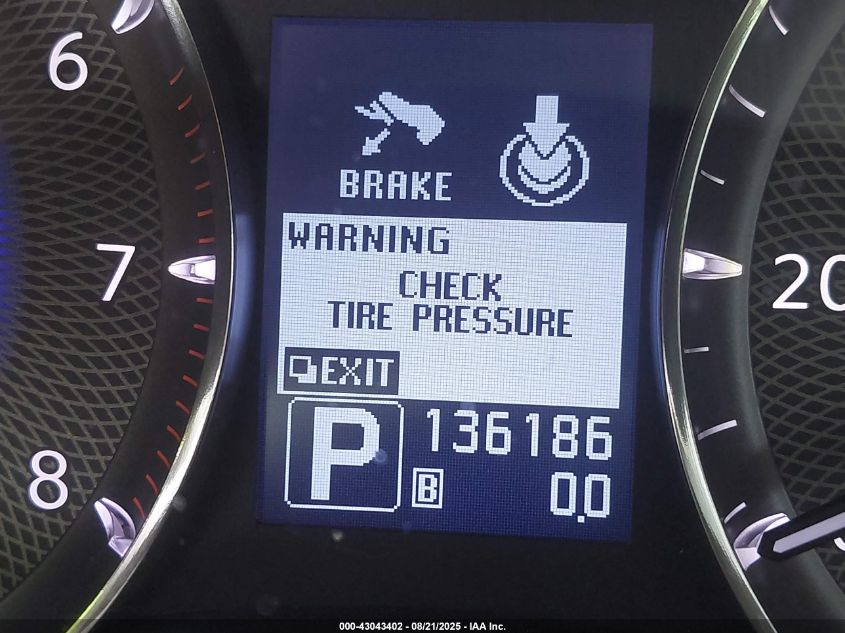 6
BRAKE
WARNING
7
20
CHECK
TIRE PRESSURE
EXIT
P
136186
8
B
0.0
000-43043402 - 08/21/2025 - IAA Inc.